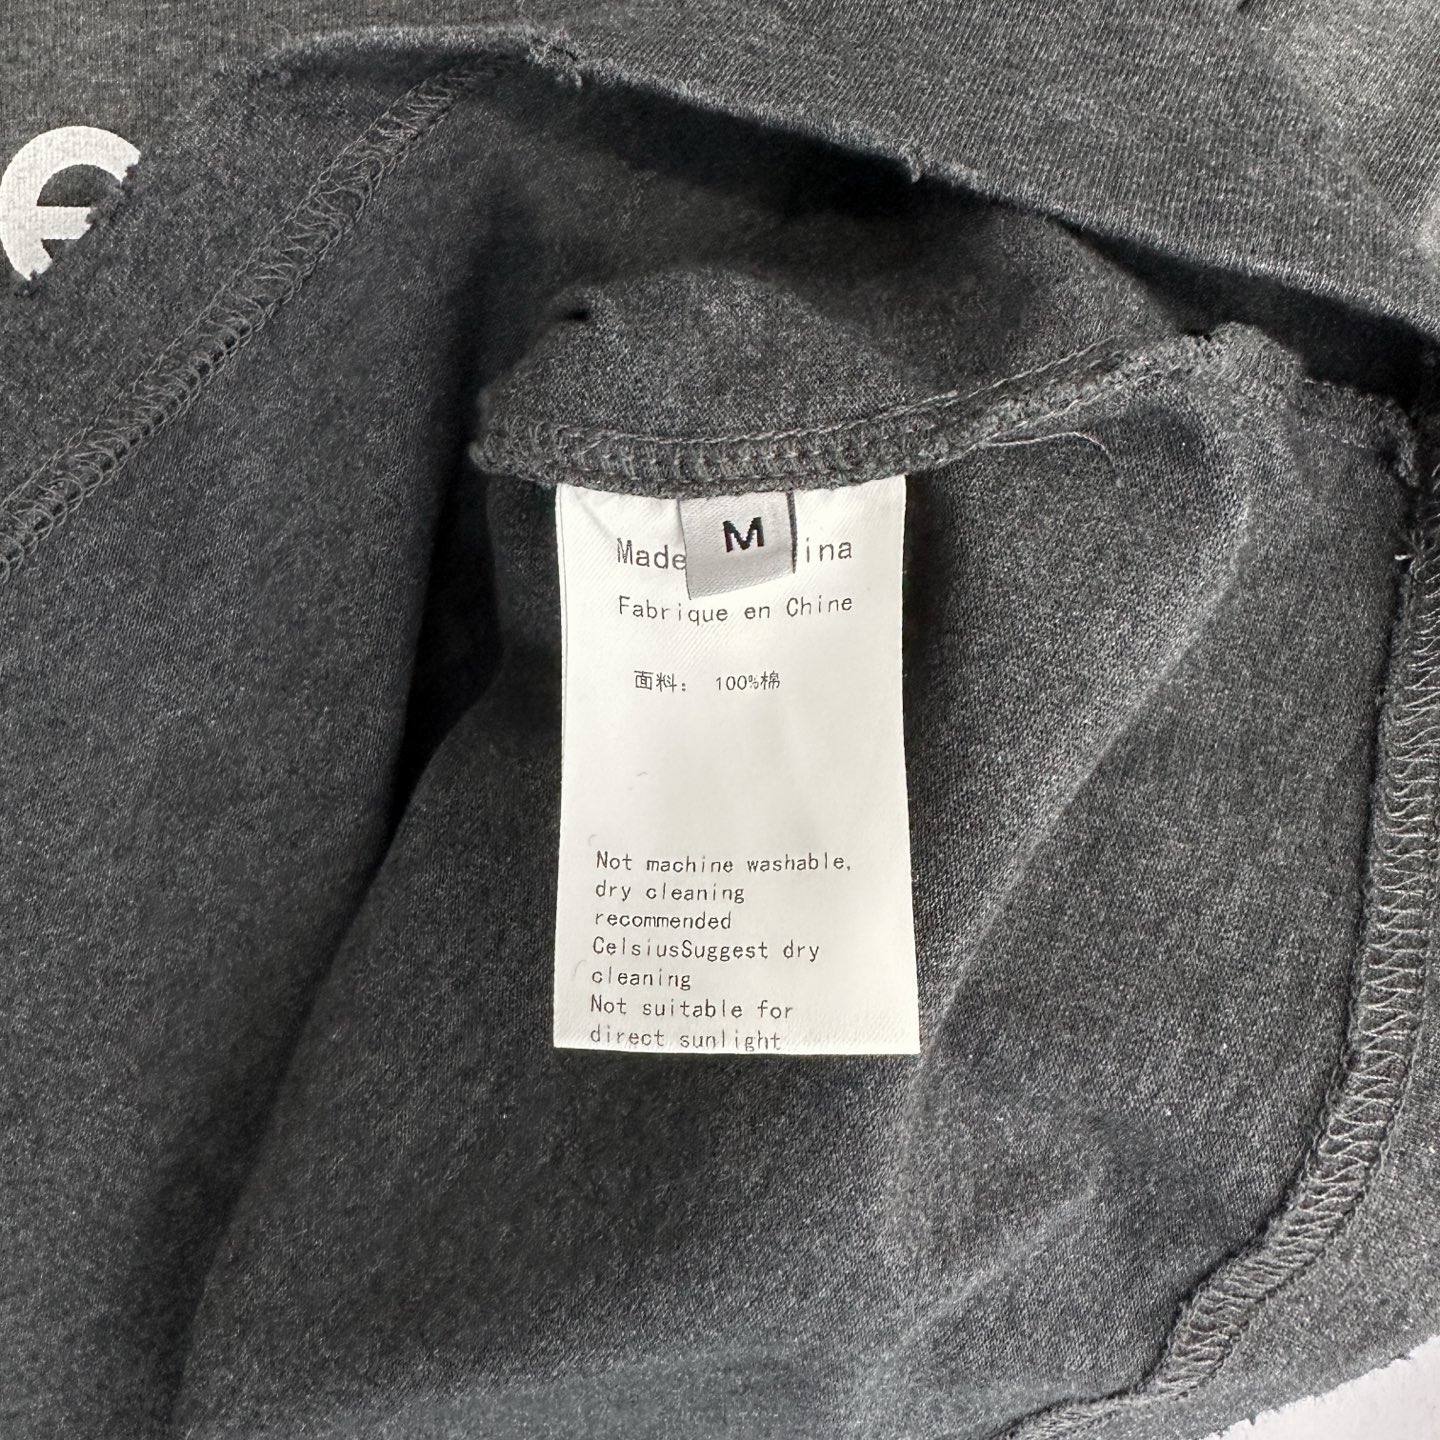 M
Made ina
Fabrique en Chine
面料： 100%棉
Not machine washable,
dry cleaning
recommended
CelsiusSuggest dry
cleaning
Not suitable for
direct sunlight